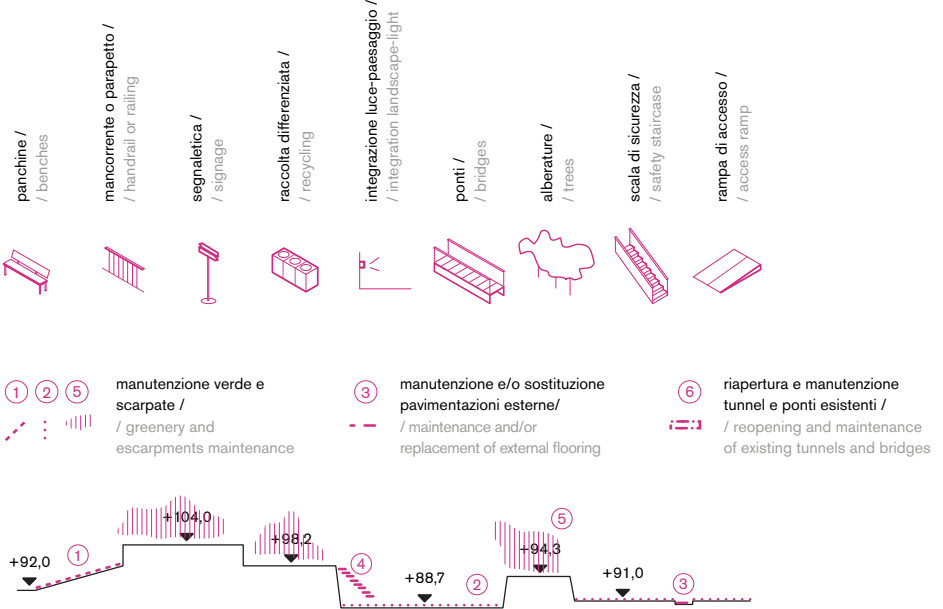 panchine /
/ benches
mancorrente o parapetto /
/ handrail or railing
segnaletica /
/ signage
raccolta differenziata /
/ recycling
integrazione luce-paesaggio /
/ integration landscape-light
ponti /
/ bridges
alberature /
/ trees
scala di sicurezza /
/ safety staircase
rampa di accesso /
/ access ramp
1 2 5
manutenzione verde e
scarpate /
/ greenery and
escarpments maintenance
3
manutenzione e/o sostituzione
pavimentazioni esterne/
/ maintenance and/or
replacement of external flooring
6
riapertura e manutenzione
tunnel e ponti esistenti /
/ reopening and maintenance
of existing tunnels and bridges
+92,0
1
+104,0
+98,2
4
+88,7
2
+94,3
5
+91,0
3